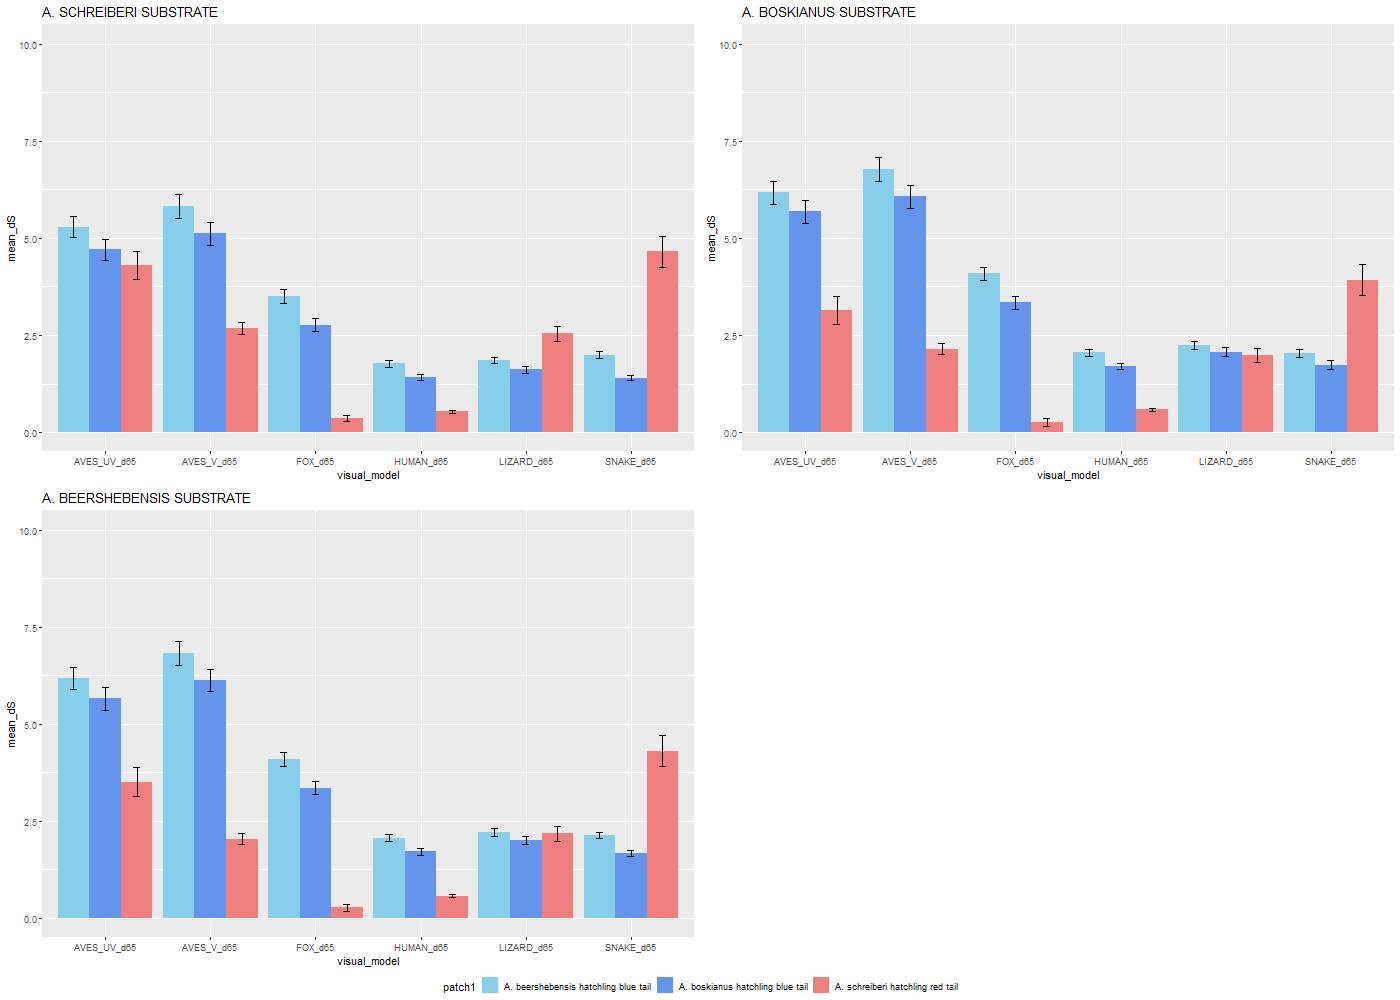 A. SCHREIBERI SUBSTRATE
10.0
7.5
5.0
2.5
0.0
mean_dS
AVES_UV_d65 AVES_V_d65 FOX_d65 HUMAN_d65 LIZARD_d65 SNAKE_d65
visual_model
A. BOSKIANUS SUBSTRATE
10.0
7.5
5.0
2.5
0.0
mean_dS
AVES_UV_d65 AVES_V_d65 FOX_d65 HUMAN_d65 LIZARD_d65 SNAKE_d65
visual_model
A. BEERSHEBENSIS SUBSTRATE
10.0
7.5
5.0
2.5
0.0
mean_dS
AVES_UV_d65 AVES_V_d65 FOX_d65 HUMAN_d65 LIZARD_d65 SNAKE_d65
visual_model
patch1 A. beershebensis hatchling blue tail A. boskianus hatchling blue tail A. schreiberi hatchling red tail